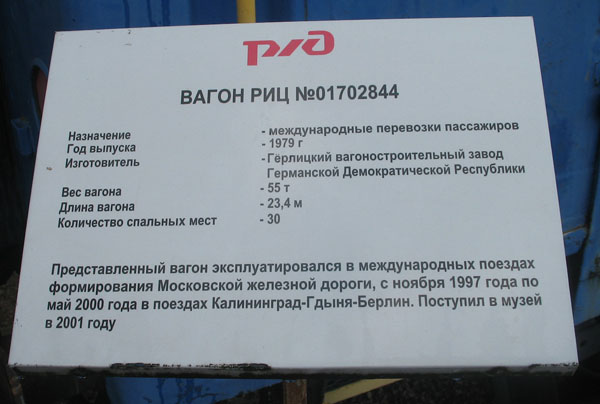 РЖД
ВАГОН РИЦ №01702844
Назначение - международные перевозки пассажиров
Год выпуска - 1979 г
Изготовитель - Гёрлицкий вагоностроительный завод
Германской Демократической Республики
Вес вагона - 55 т
Длина вагона - 23,4 м
Количество спальных мест - 30
Представленный вагон эксплуатировался в международных поездах
формирования Московской железной дороги, с ноября 1997 года по
май 2000 года в поездах Калининград-Гдыня-Берлин. Поступил в музей
в 2001 году